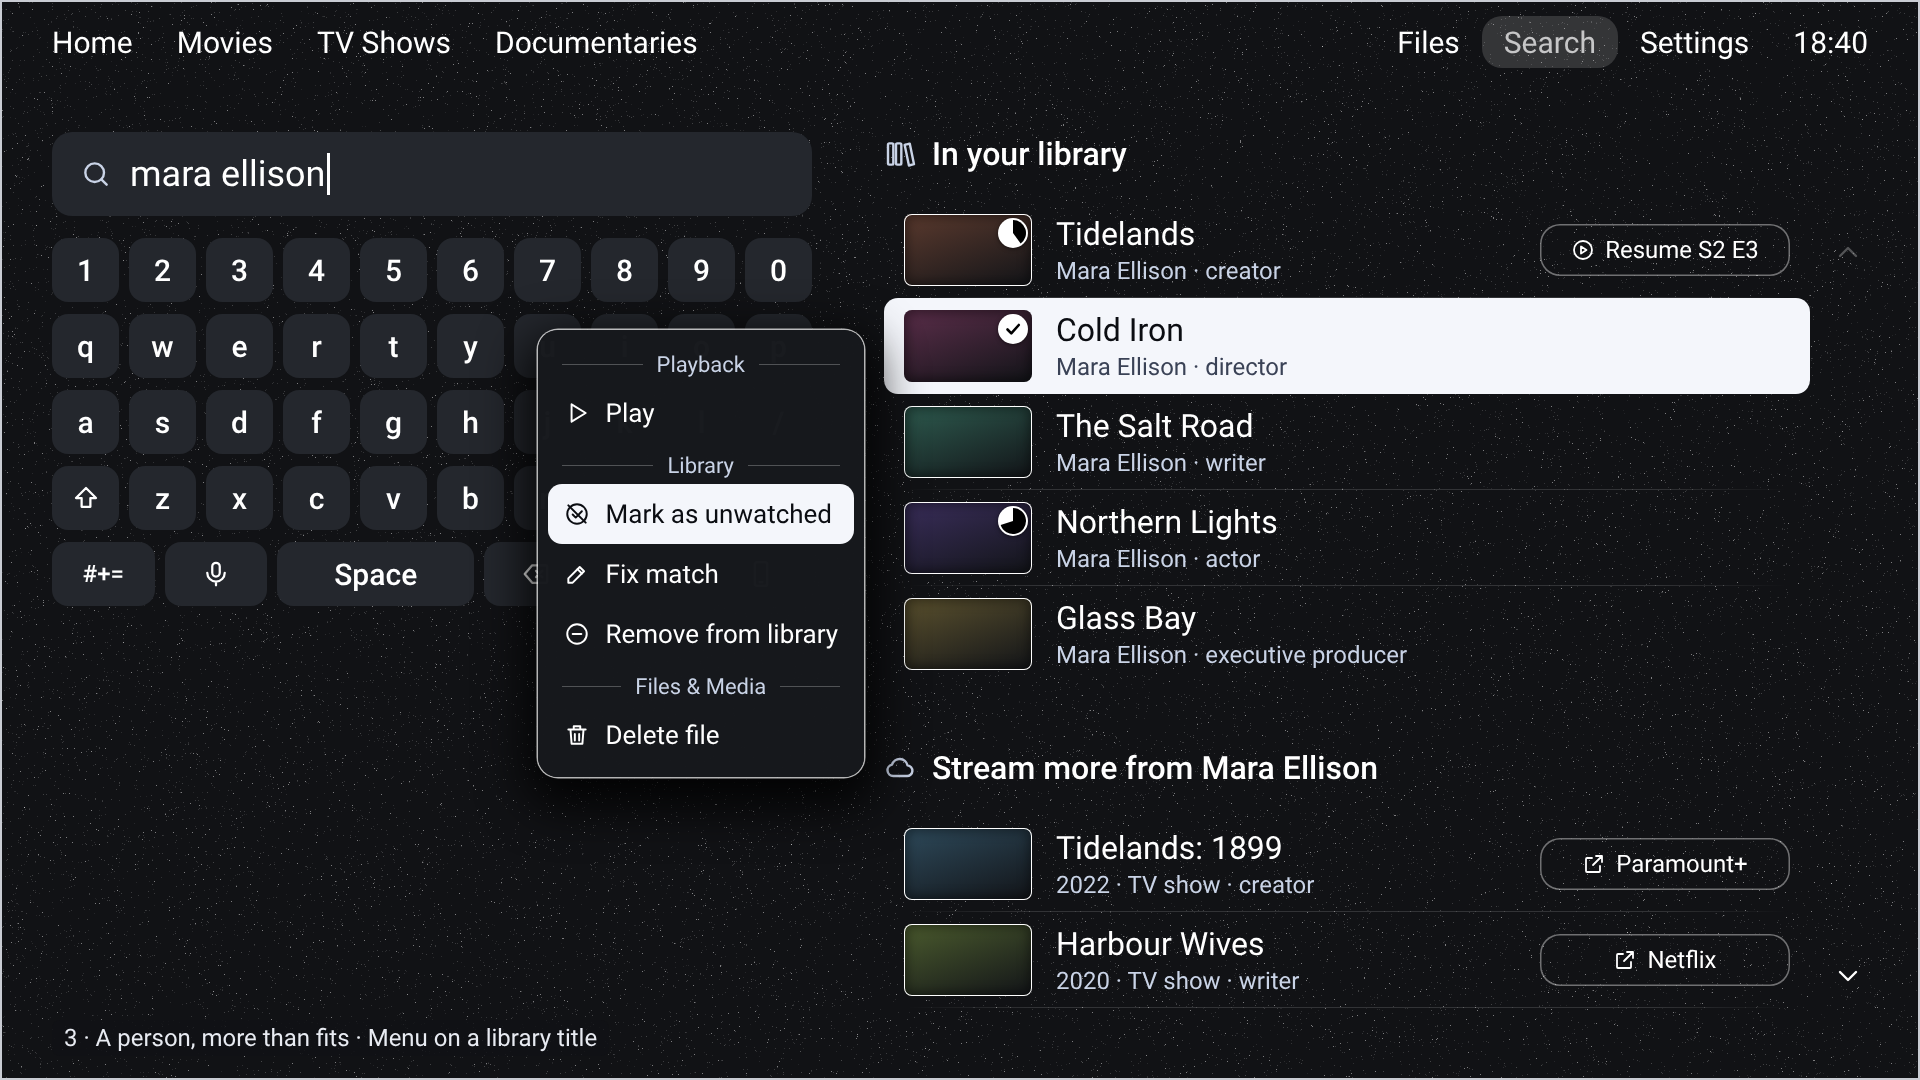 Home Movies TV Shows Documentaries Files Search Settings 18:40
mara ellison
1 2 3 4 5 6 7 8 9 0
q w e r t y
a s d f g h
z x c v b
#+= Space
Playback
Play
Library
Mark as unwatched
Fix match
Remove from library
Files & Media
Delete file
In your library
Tidelands
Mara Ellison · creator
Resume S2 E3
Cold Iron
Mara Ellison · director
The Salt Road
Mara Ellison · writer
Northern Lights
Mara Ellison · actor
Glass Bay
Mara Ellison · executive producer
Stream more from Mara Ellison
Tidelands: 1899
2022 · TV show · creator
Paramount+
Harbour Wives
2020 · TV show · writer
Netflix
3 · A person, more than fits · Menu on a library title